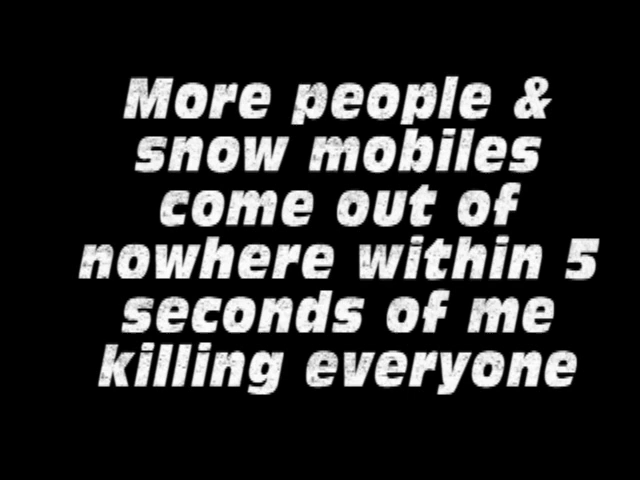 More people &
snow mobiles
come out of
nowhere within 5
seconds of me
killing everyone